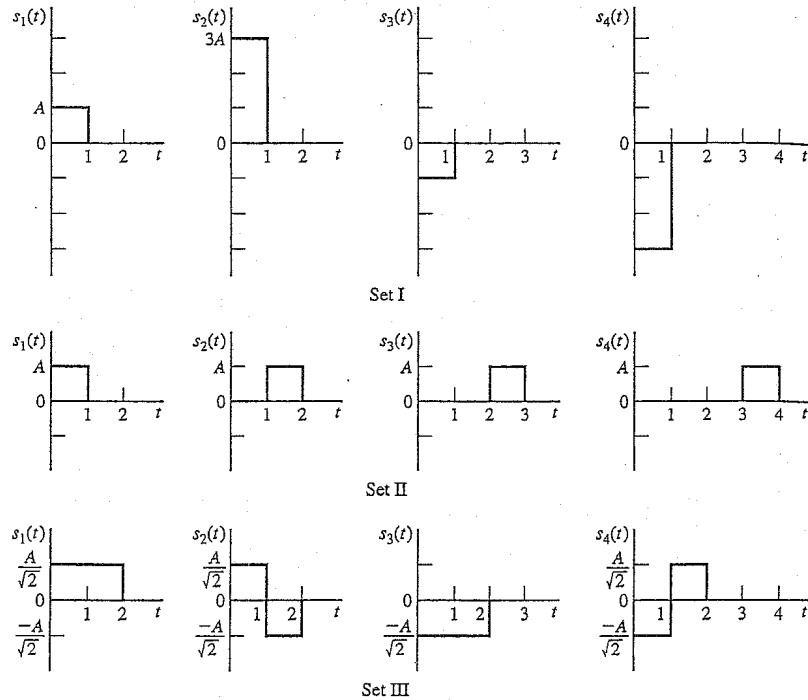 s₁(t) s₂(t) s₃(t) s₄(t)
3A
A
0 0 0 0
1 2 t 1 2 t 1 2 3 t 1 2 3 4 t
Set I
s₁(t) s₂(t) s₃(t) s₄(t)
A A A A
0 0 0 0
1 2 t 1 2 t 1 2 3 t 1 2 3 4 t
Set II
s₁(t) s₂(t) s₃(t) s₄(t)
A/√2 A/√2 A/√2
0 0 0 0
1 2 t 1 2 t 1 2 3 t 1 2 3 4 t
-A/√2 -A/√2 -A/√2 -A/√2
Set III